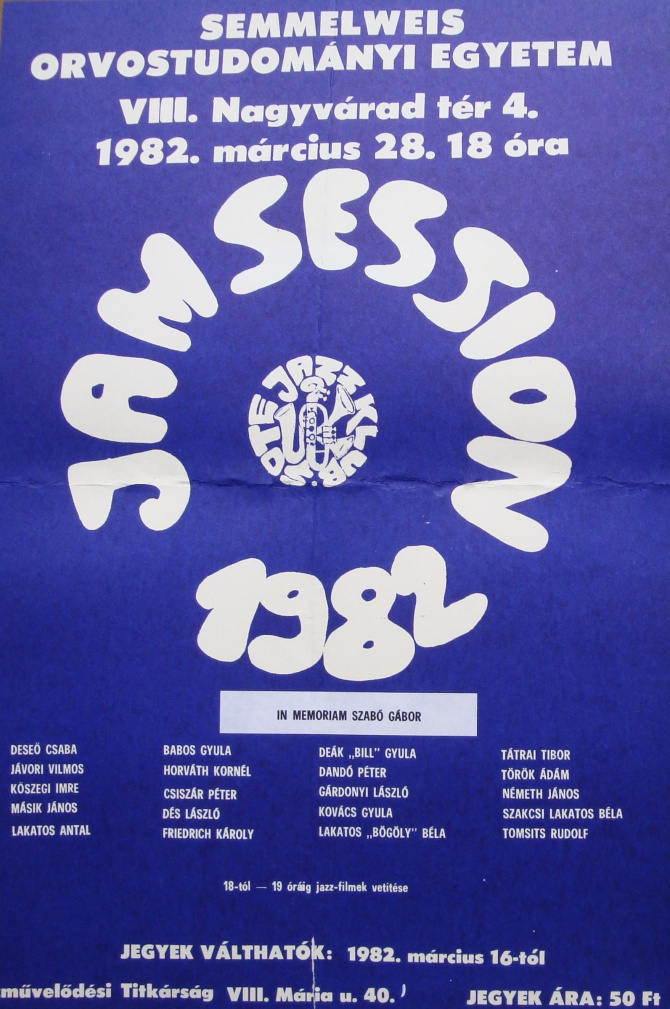 SEMMELWEIS
ORVOSTUDOMÁNYI EGYETEM
VIII. Nagyvárad tér 4.
1982. március 28. 18 óra
JAM SESSION
SOTE JAZZ KLUB.
1982
IN MEMORIAM SZABÓ GÁBOR
DESEŐ CSABA
JÁVORI VILMOS
KŐSZEGI IMRE
MÁSIK JÁNOS
LAKATOS ANTAL
BABOS GYULA
HORVÁTH KORNÉL
CSISZÁR PÉTER
DÉS LÁSZLÓ
FRIEDRICH KÁROLY
DEÁK „BILL" GYULA
DANDÓ PÉTER
GÁRDONYI LÁSZLÓ
KOVÁCS GYULA
LAKATOS „BÖGÖLY" BÉLA
TÁTRAI TIBOR
TÖRÖK ÁDÁM
NÉMETH JÁNOS
SZAKCSI LAKATOS BÉLA
TOMSITS RUDOLF
18-tól — 19 óráig jazz-filmek vetítése
JEGYEK VÁLTHATÓK: 1982. március 16-tól
művelődési Titkárság VIII. Mária u. 40.
JEGYEK ÁRA: 50 Ft